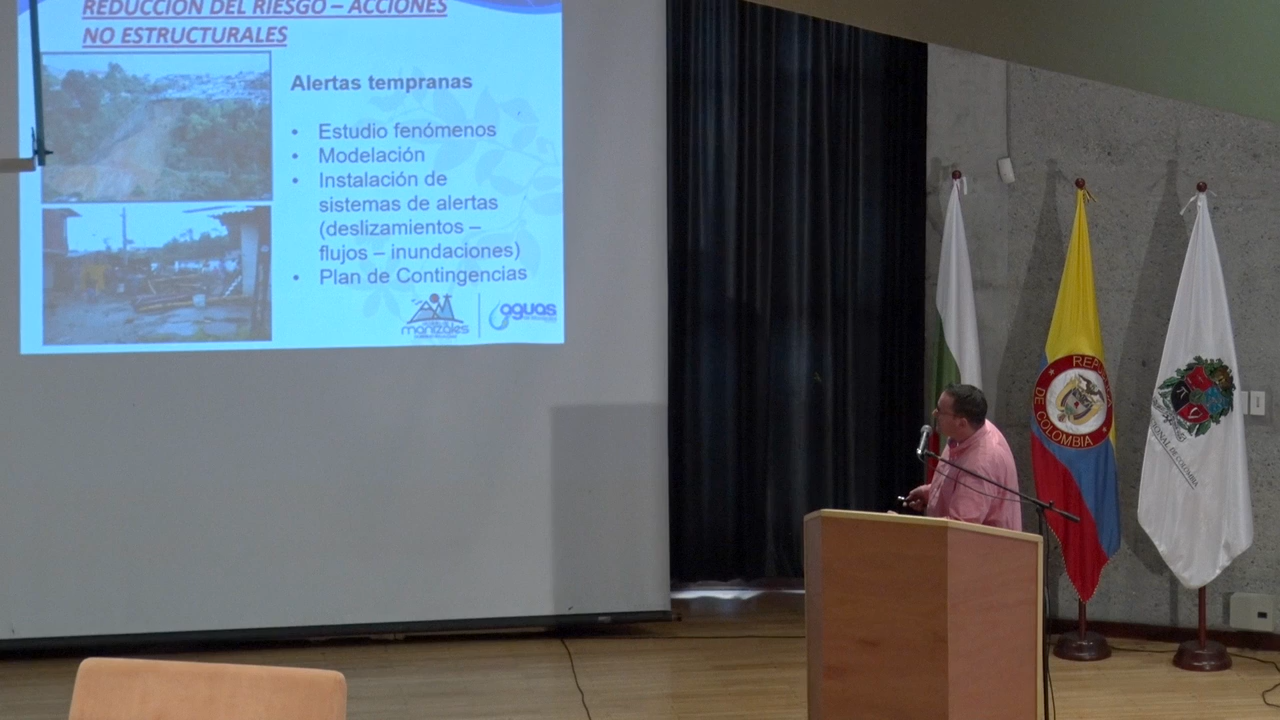 REDUCCIÓN DEL RIESGO – ACCIONES
NO ESTRUCTURALES
Alertas tempranas
• Estudio fenómenos
• Modelación
• Instalación de
sistemas de alertas
(deslizamientos –
flujos – inundaciones)
• Plan de Contingencias
manizales
aguas
REPUBLICA
DE COLOMBIA